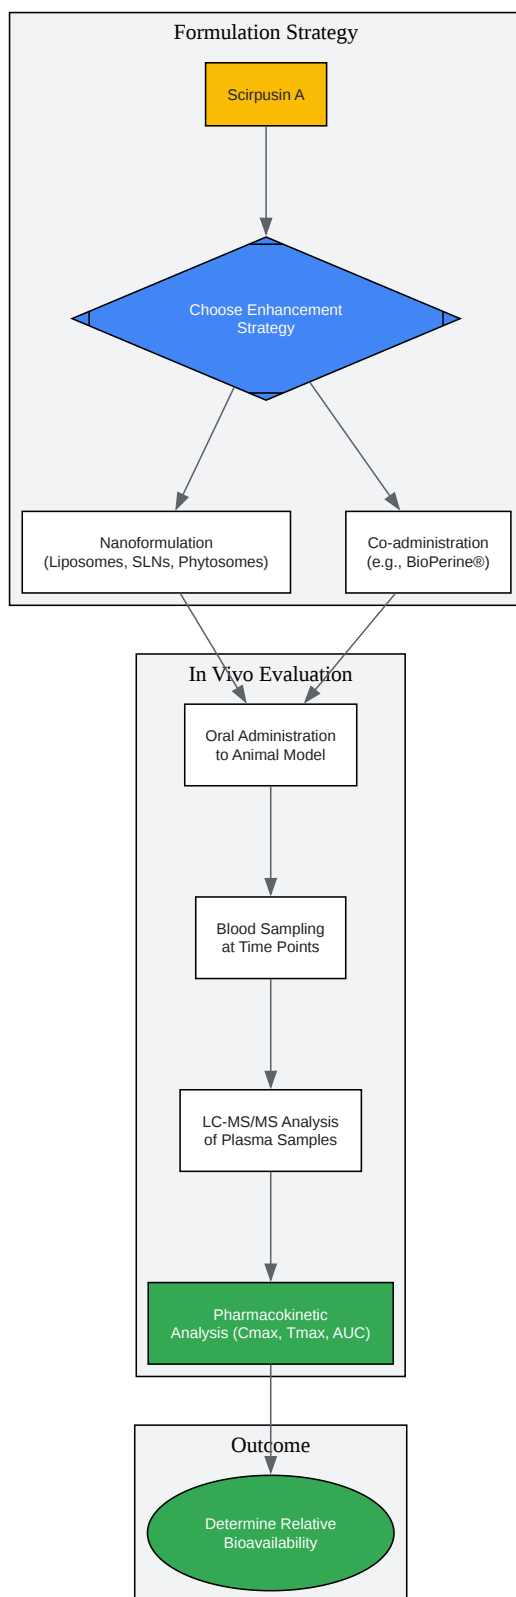 Formulation Strategy
Scirpusin A
Choose Enhancement
Strategy
Nanoformulation
(Liposomes, SLNs, Phytosomes)
Co-administration
(e.g., BioPerine®)
In Vivo Evaluation
Oral Administration
to Animal Model
Blood Sampling
at Time Points
LC-MS/MS Analysis
of Plasma Samples
Pharmacokinetic
Analysis (Cmax, Tmax, AUC)
Outcome
Determine Relative
Bioavailability